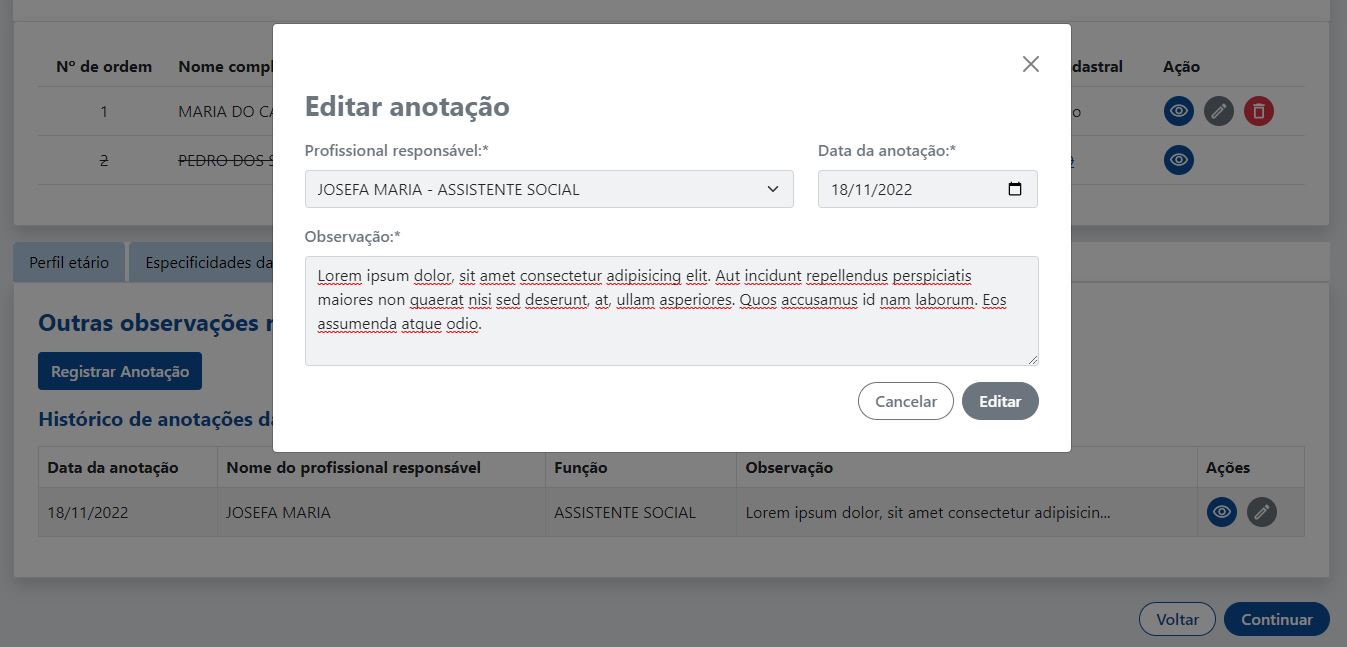 Nº de ordem Nome compl dastral Ação
1 MARIA DO CA o
2 PEDRO DOS S
Editar anotação
Profissional responsável:* Data da anotação:*
JOSEFA MARIA - ASSISTENTE SOCIAL 18/11/2022
Observação:*
Lorem ipsum dolor, sit amet consectetur adipisicing elit. Aut incidunt repellendus perspiciatis
maiores non quaerat nisi sed deserunt, at, ullam asperiores. Quos accusamus id nam laborum. Eos
assumenda atque odio.
Cancelar Editar
Perfil etário Especificidades da
Outras observações
Registrar Anotação
Histórico de anotações da
Data da anotação Nome do profissional responsável Função Observação Ações
18/11/2022 JOSEFA MARIA ASSISTENTE SOCIAL Lorem ipsum dolor, sit amet consectetur adipisicin...
Voltar Continuar